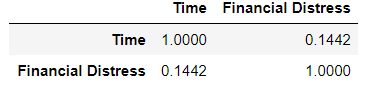 Time Financial Distress
Time 1.0000 0.1442
Financial Distress 0.1442 1.0000